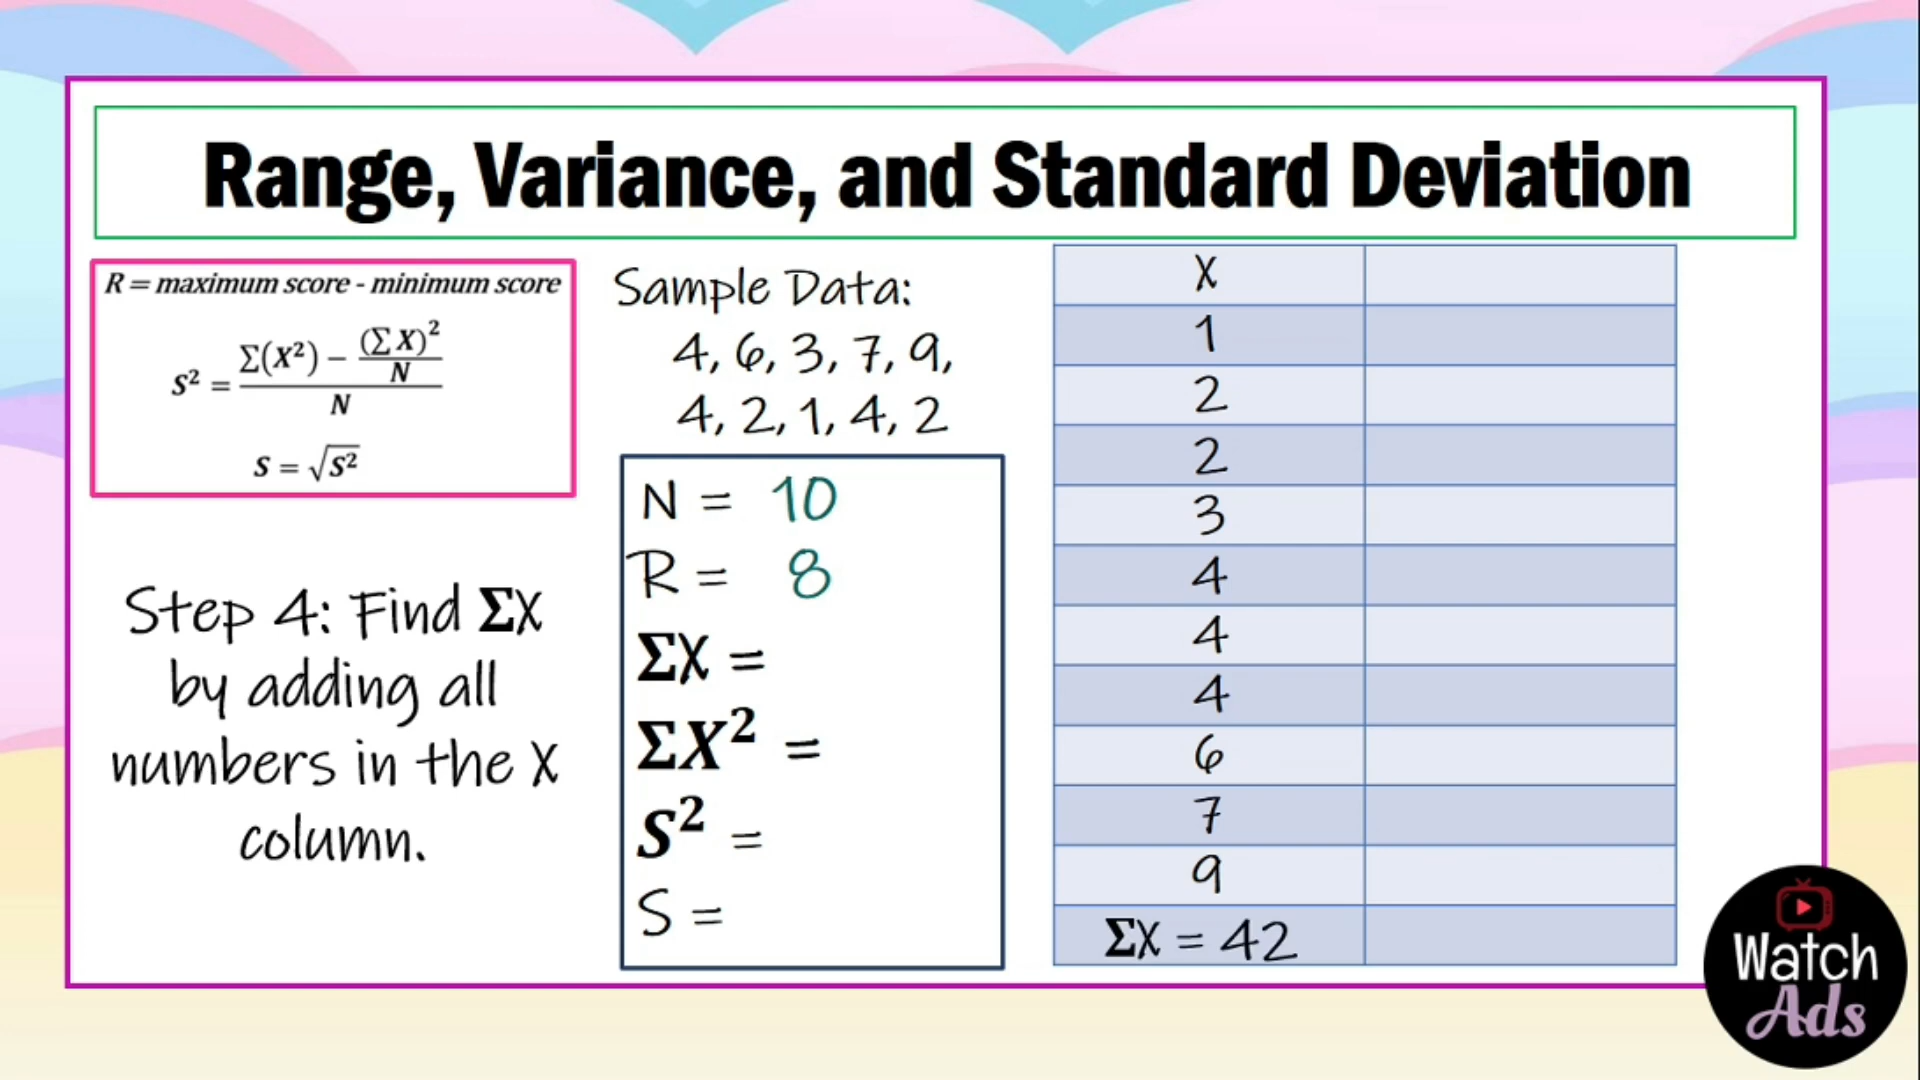 Range, Variance, and Standard Deviation
R = maximum score - minimum score
S² = (Σ(X²) − (Σ X)²/N)/N
S = √S²
Step 4: Find ΣX
by adding all
numbers in the X
column.
Sample Data:
4, 6, 3, 7, 9,
4, 2, 1, 4, 2
N = 10
R = 8
ΣX =
ΣX² =
S² =
S =
X
1
2
2
3
4
4
4
6
7
9
ΣX = 42
Watch
Ads